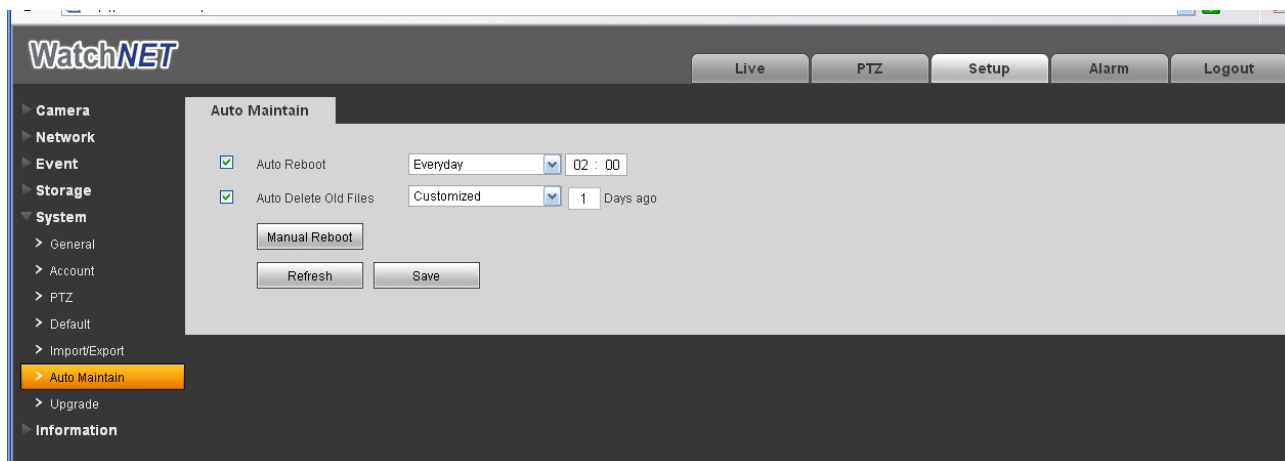 WatchNET
Live PTZ Setup Alarm Logout
Camera
Network
Event
Storage
System
General
Account
PTZ
Default
Import/Export
Auto Maintain
Upgrade
Information
Auto Maintain
Auto Reboot Everyday 02 : 00
Auto Delete Old Files Customized 1 Days ago
Manual Reboot
Refresh Save